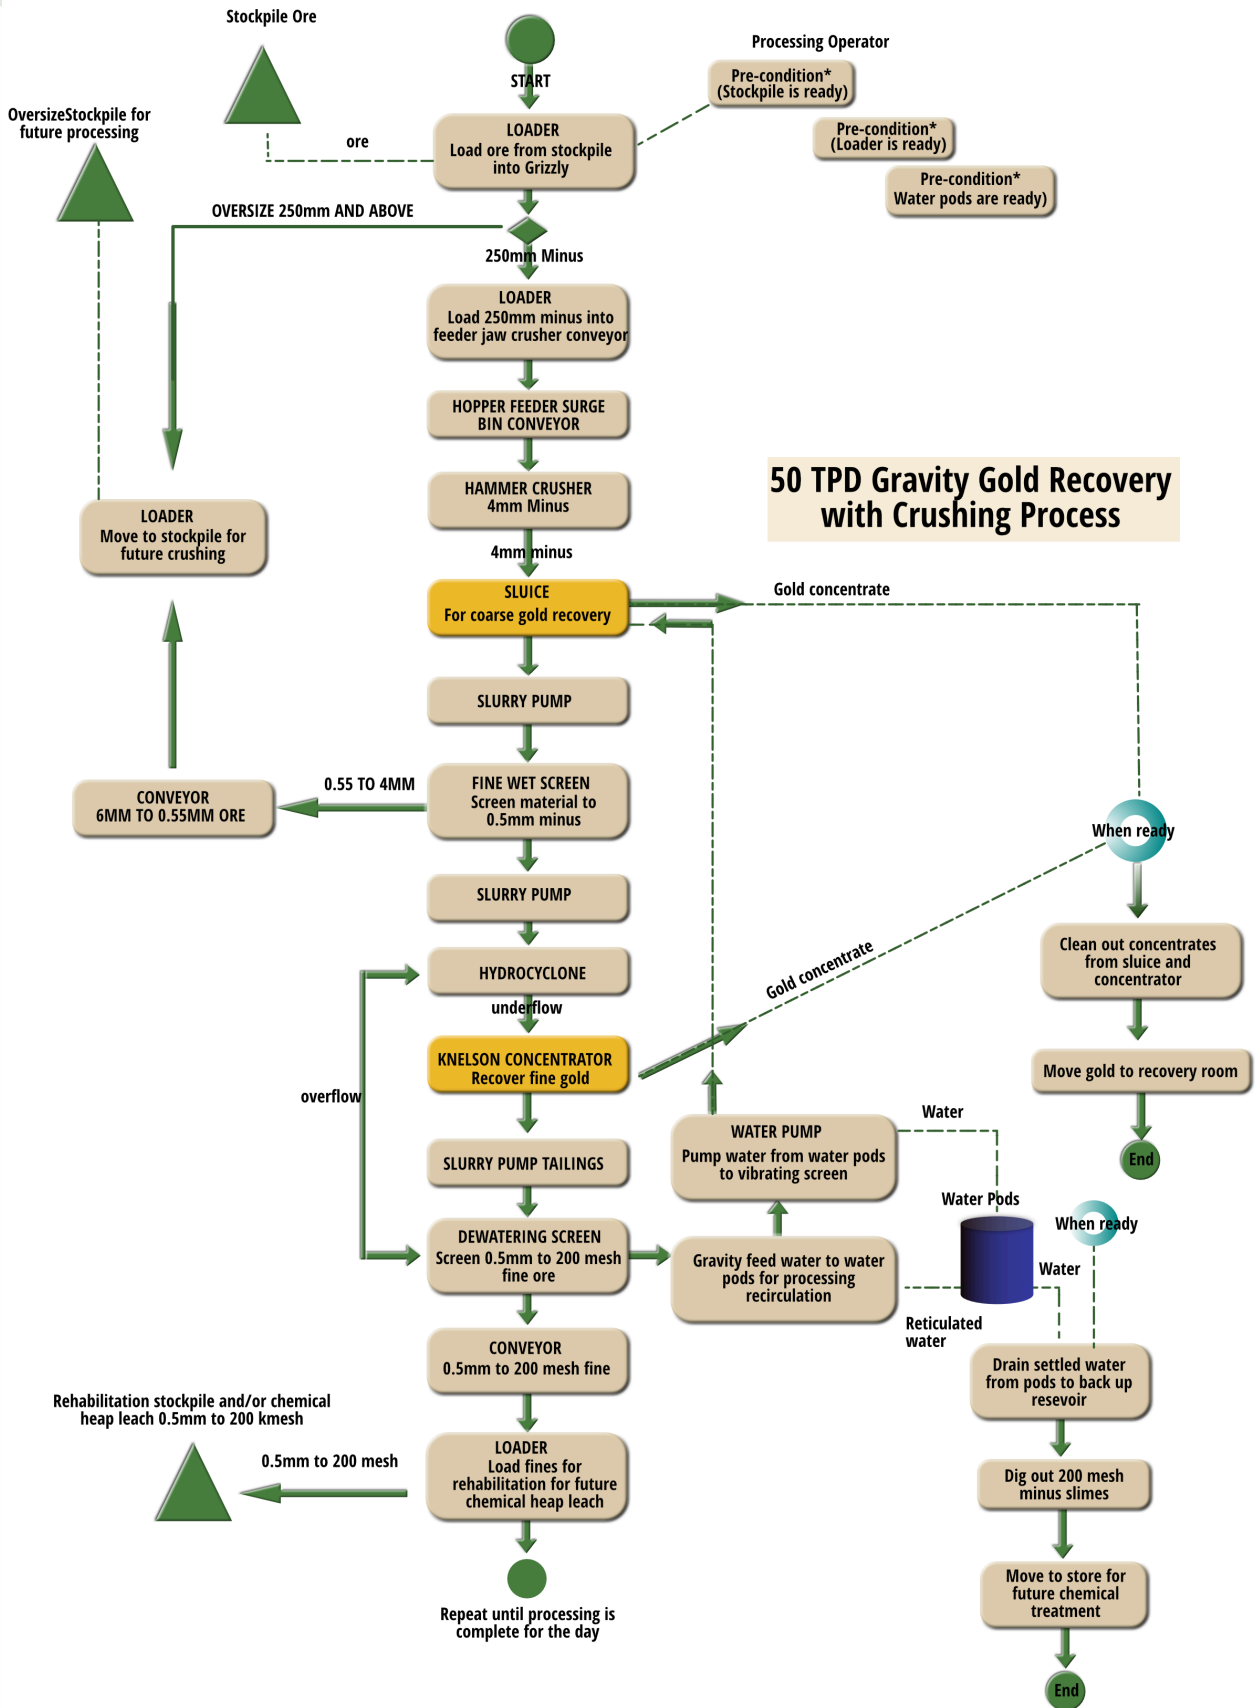 Stockpile Ore
START
Processing Operator
Pre-condition*
(Stockpile is ready)
Pre-condition*
(Loader is ready)
Pre-condition*
Water pods are ready)
OversizeStockpile for
future processing
ore
LOADER
Load ore from stockpile
into Grizzly
OVERSIZE 250mm AND ABOVE
250mm Minus
LOADER
Load 250mm minus into
feeder jaw crusher conveyor
HOPPER FEEDER SURGE
BIN CONVEYOR
HAMMER CRUSHER
4mm Minus
50 TPD Gravity Gold Recovery
with Crushing Process
LOADER
Move to stockpile for
future crushing
4mm minus
SLUICE
For coarse gold recovery
Gold concentrate
SLURRY PUMP
FINE WET SCREEN
Screen material to
0.5mm minus
0.55 TO 4MM
CONVEYOR
6MM TO 0.55MM ORE
When ready
SLURRY PUMP
Clean out concentrates
from sluice and
concentrator
HYDROCYCLONE
Gold concentrate
underflow
KNELSON CONCENTRATOR
Recover fine gold
Move gold to recovery room
overflow
WATER PUMP
Pump water from water pods
to vibrating screen
Water
End
SLURRY PUMP TAILINGS
Water Pods
When ready
DEWATERING SCREEN
Screen 0.5mm to 200 mesh
fine ore
Gravity feed water to water
pods for processing
recirculation
Water
Reticulated
water
CONVEYOR
0.5mm to 200 mesh fine
Drain settled water
from pods to back up
resevoir
Rehabilitation stockpile and/or chemical
heap leach 0.5mm to 200 kmesh
0.5mm to 200 mesh
LOADER
Load fines for
rehabilitation for future
chemical heap leach
Dig out 200 mesh
minus slimes
Move to store for
future chemical
treatment
Repeat until processing is
complete for the day
End